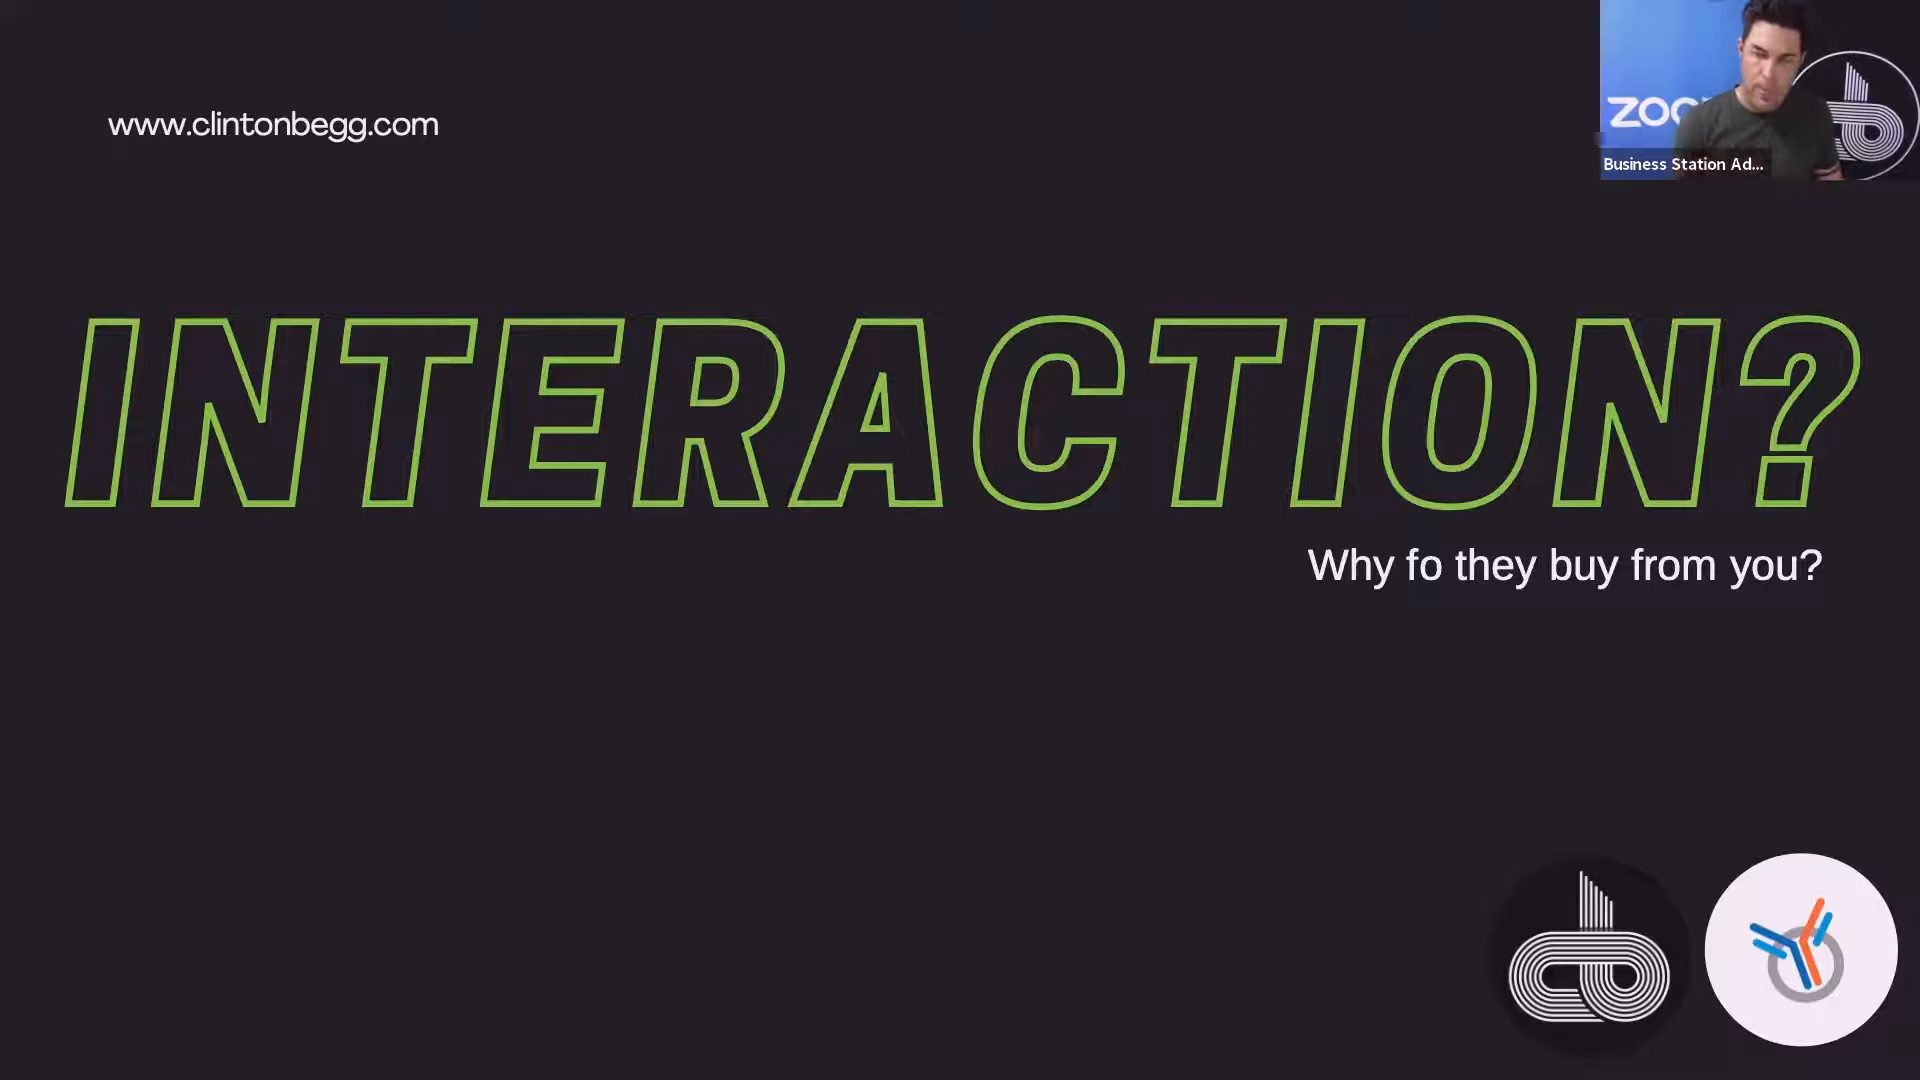 www.clintonbegg.com
Business Station Ad...
INTERACTION?
Why fo they buy from you?